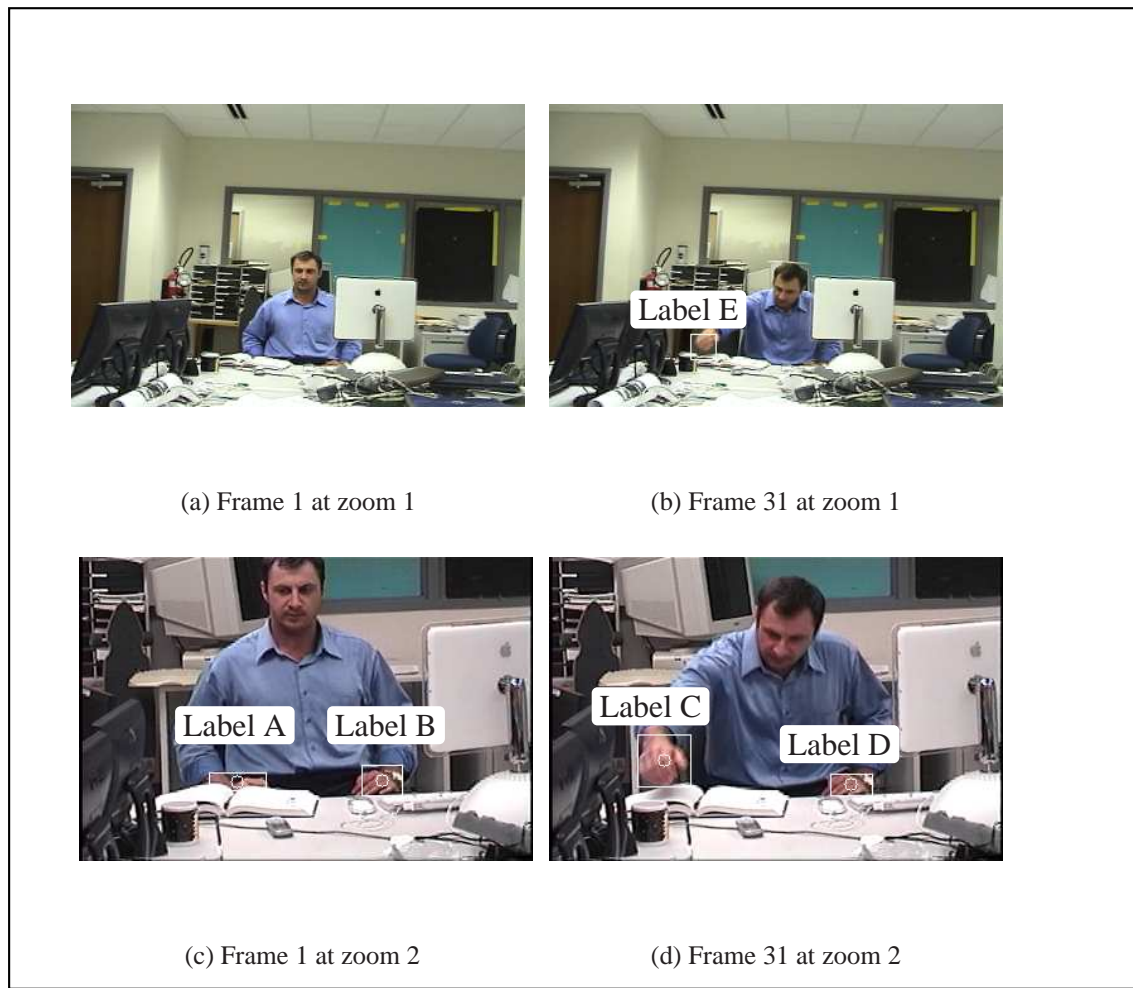 Label E
(a) Frame 1 at zoom 1
(b) Frame 31 at zoom 1
Label A
Label B
Label C
Label D
(c) Frame 1 at zoom 2
(d) Frame 31 at zoom 2